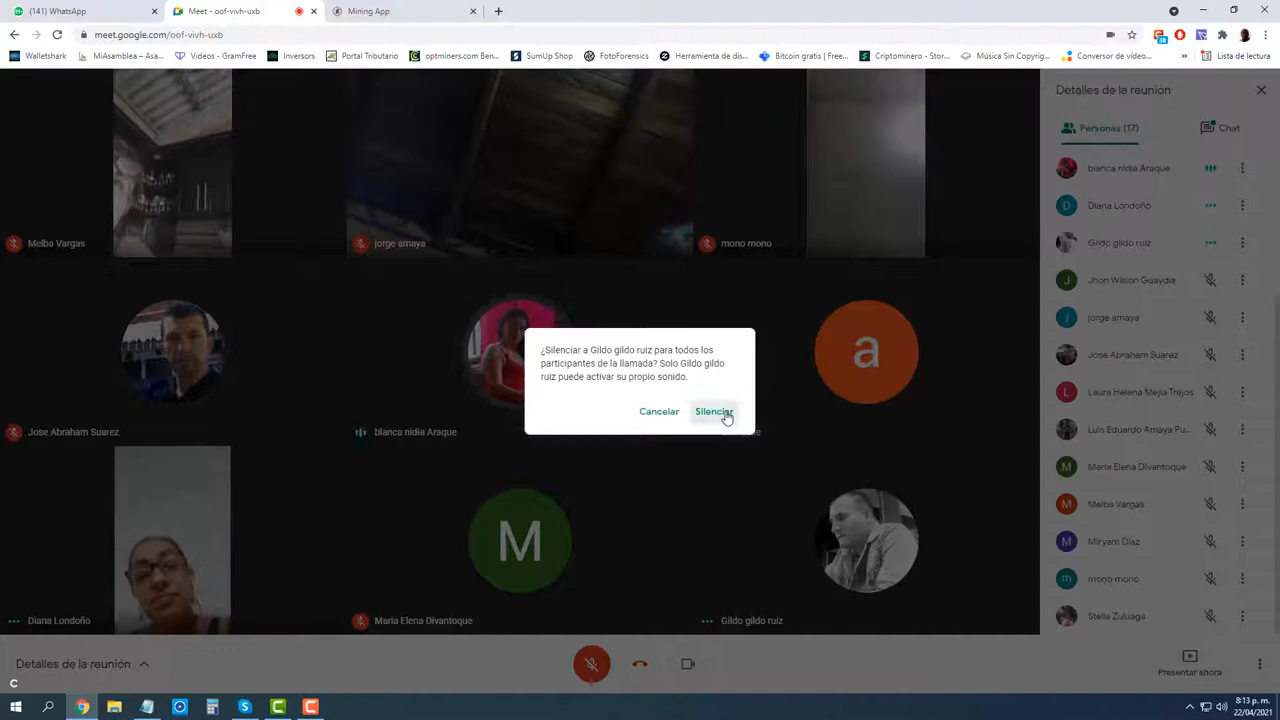 (141) WhatsApp
Meet - oof-vivh-uxb
Mining App
meet.google.com/oof-vivh-uxb
38
Walletshark
MiAsamblea – Asa...
Videos - GramFree
Inversors
Portal Tributario
optminers.com Ben...
SumUp Shop
FotoForensics
Herramienta de dis...
Bitcoin gratis | Free...
Criptominero - Stor...
Música Sin Copyrig...
Conversor de vídeo...
»
Lista de lectura
Detalles de la reunión
Personas (17)
Chat
blanca nidia Araque
Diana Londoño
Gildo gildo ruiz
Jhon Wilson Guaydia
jorge amaya
Jose Abraham Suarez
Laura Helena Mejia Trejos
Luis Eduardo Amaya Pu...
Maria Elena Divantoque
Melba Vargas
Miryam Diaz
mono mono
Stella Zuluaga
D
J
j
L
M
M
M
m
Melba Vargas
jorge amaya
mono mono
a
¿Silenciar a Gildo gildo ruiz para todos los
participantes de la llamada? Solo Gildo gildo
ruiz puede activar su propio sonido.
Cancelar
Silenciar
Jose Abraham Suarez
blanca nidia Araque
M
Diana Londoño
Maria Elena Divantoque
Gildo gildo ruiz
Detalles de la reunión
Presentar ahora
C
8:13 p. m.
22/04/2021